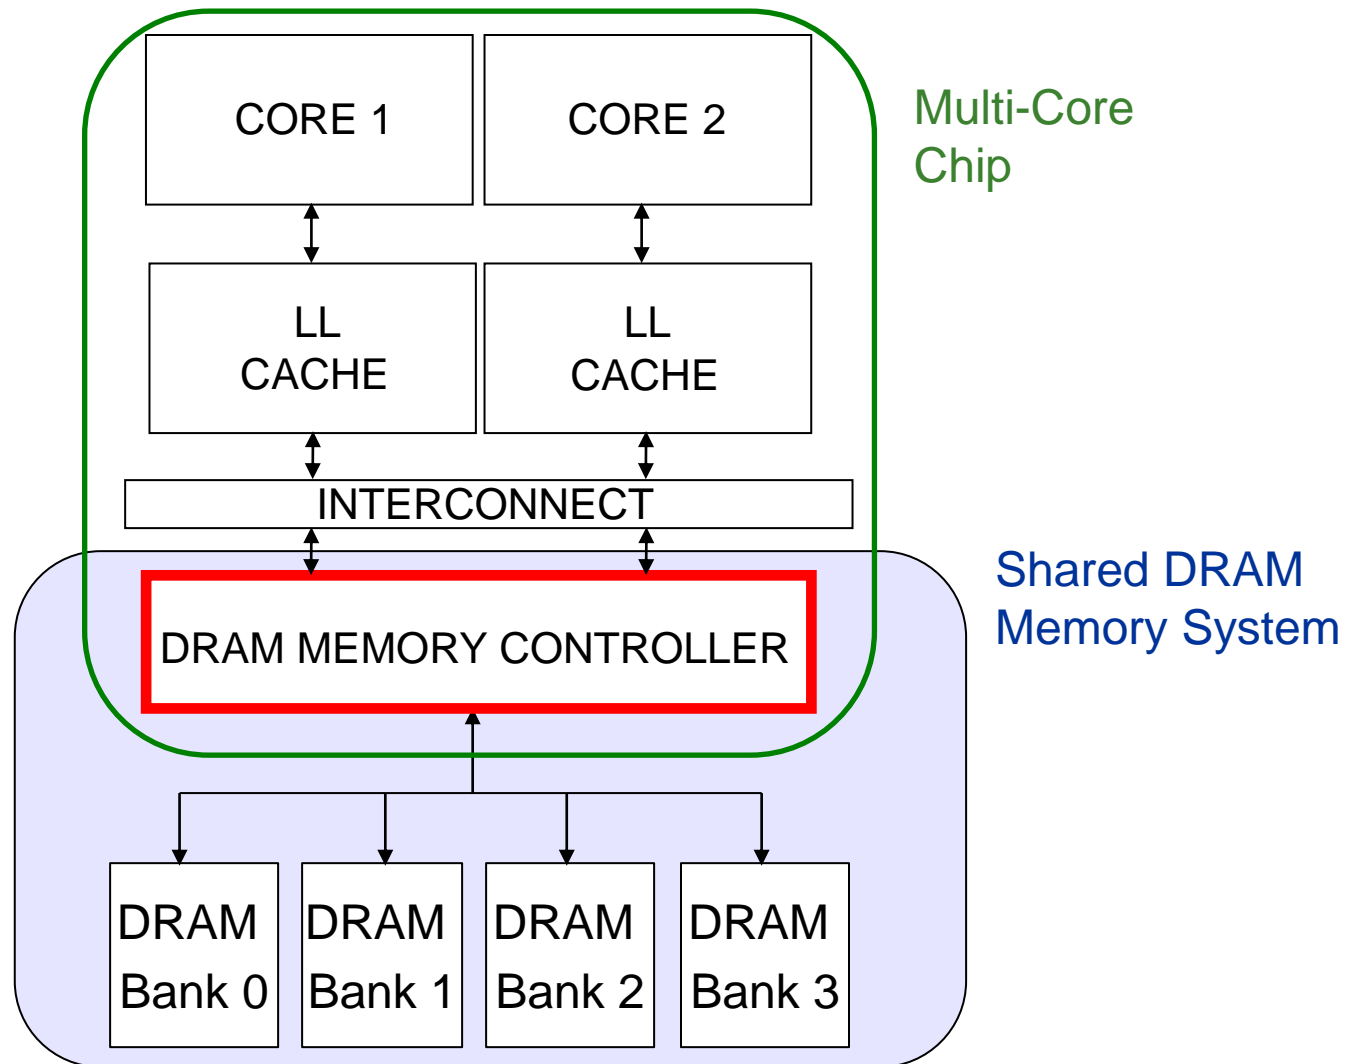 CORE 1
CORE 2
Multi-Core
Chip
LL
CACHE
LL
CACHE
INTERCONNECT
Shared DRAM
Memory System
DRAM MEMORY CONTROLLER
DRAM
Bank 0
DRAM
Bank 1
DRAM
Bank 2
DRAM
Bank 3